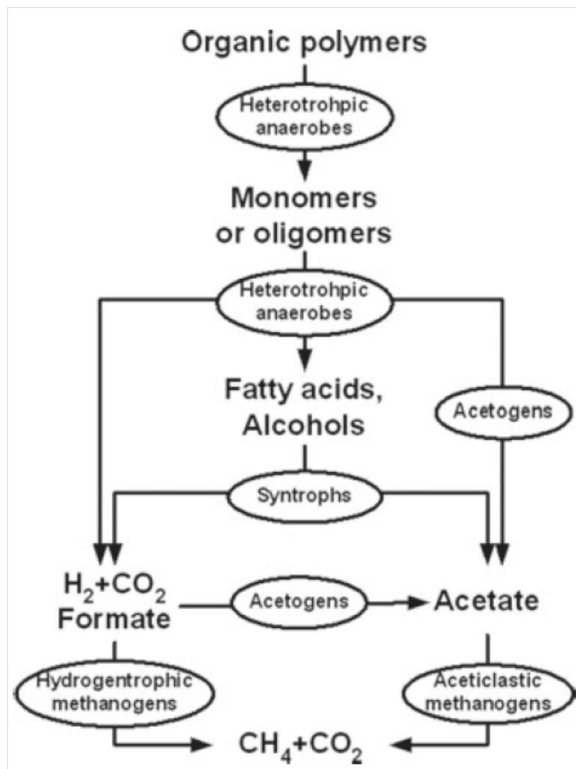 Organic polymers
Heterotrohpic
anaerobes
Monomers
or oligomers
Heterotrohpic
anaerobes
Fatty acids,
Alcohols
Acetogens
Syntrophs
H₂+CO₂
Formate
Acetogens
Acetate
Hydrogentrophic
methanogens
Aceticlastic
methanogens
CH₄+CO₂